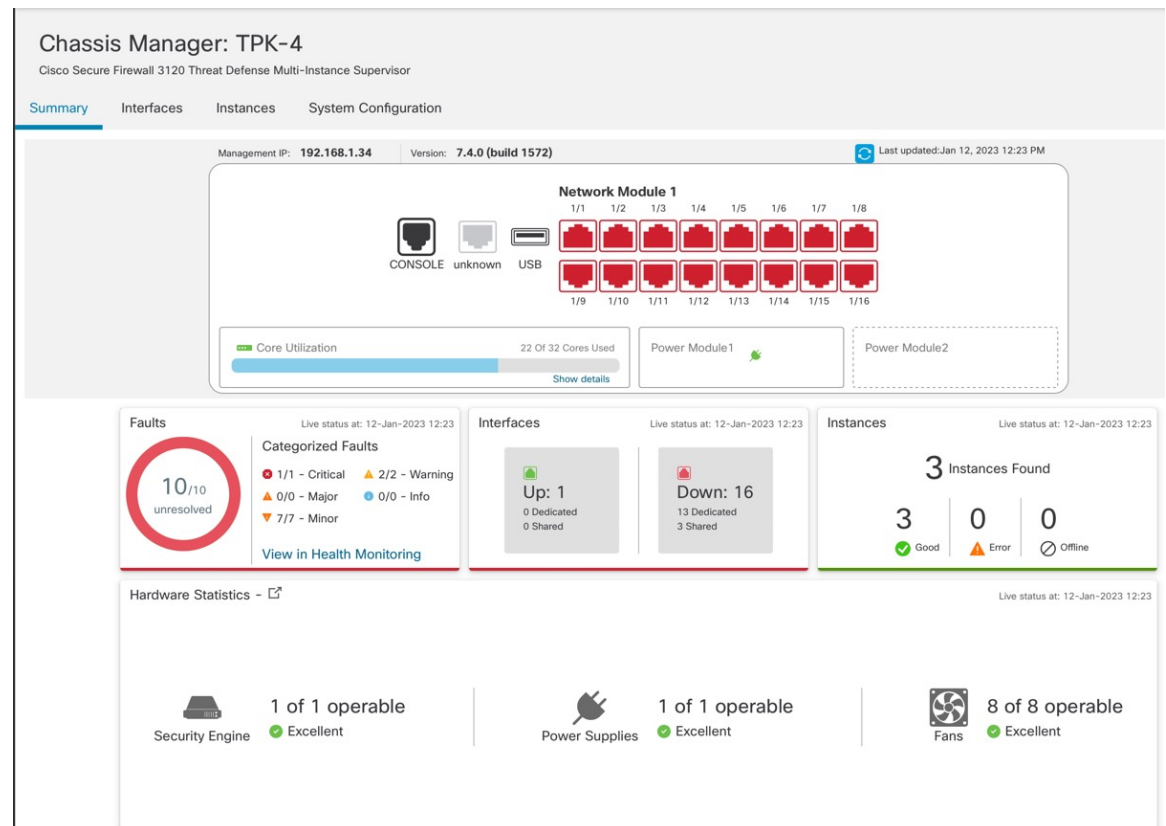 Chassis Manager: TPK-4
Cisco Secure Firewall 3120 Threat Defense Multi-Instance Supervisor
Summary Interfaces Instances System Configuration
Management IP: 192.168.1.34 Version: 7.4.0 (build 1572) Last updated:Jan 12, 2023 12:23 PM
Network Module 1
1/1 1/2 1/3 1/4 1/5 1/6 1/7 1/8
CONSOLE unknown USB
1/9 1/10 1/11 1/12 1/13 1/14 1/15 1/16
Core Utilization 22 Of 32 Cores Used
Show details
Power Module1
Power Module2
Faults Live status at: 12-Jan-2023 12:23
10/10
unresolved
Categorized Faults
1/1 - Critical 2/2 - Warning
0/0 - Major 0/0 - Info
7/7 - Minor
View in Health Monitoring
Interfaces Live status at: 12-Jan-2023 12:23
Up: 1
0 Dedicated
0 Shared
Down: 16
13 Dedicated
3 Shared
Instances Live status at: 12-Jan-2023 12:23
3 Instances Found
3 0 0
Good Error Offline
Hardware Statistics - Live status at: 12-Jan-2023 12:23
Security Engine
1 of 1 operable
Excellent
Power Supplies
1 of 1 operable
Excellent
Fans
8 of 8 operable
Excellent